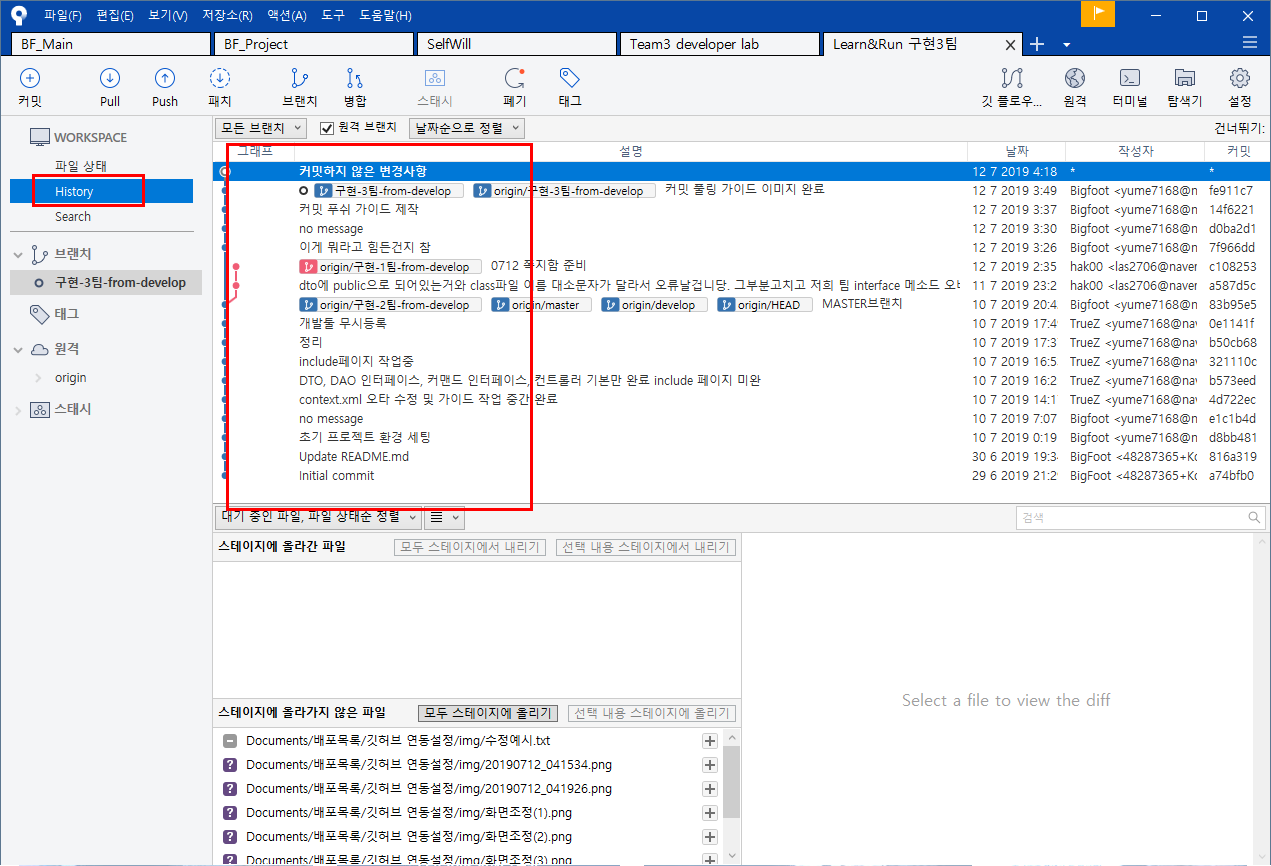 파일(F) 편집(E) 보기(V) 저장소(R) 액션(A) 도구 도움말(H)
BF_Main BF_Project SelfWill Team3 developer lab Learn&Run 구현3팀
커밋 Pull Push 패치 브랜치 병합 스태시 폐기 태그 깃 플로우... 원격 터미널 탐색기 설정
모든 브랜치 원격 브랜치 날짜순으로 정렬 건너뛰기:
WORKSPACE
파일 상태
History
Search
브랜치
구현-3팀-from-develop
태그
원격
origin
스태시
그래프 설명 날짜 작성자 커밋
커밋하지 않은 변경사항 12 7 2019 4:18 * *
구현-3팀-from-develop origin/구현-3팀-from-develop 커밋 풀링 가이드 이미지 완료 12 7 2019 3:49 Bigfoot <yume7168@n fe911c7
커밋 푸쉬 가이드 제작 12 7 2019 3:37 Bigfoot <yume7168@n 14f6221
no message 12 7 2019 3:30 Bigfoot <yume7168@n d0ba2d1
이게 뭐라고 힘든건지 참 12 7 2019 3:26 Bigfoot <yume7168@n 7f966dd
origin/구현-1팀-from-develop 0712 쪽지함 준비 12 7 2019 2:35 hak00 <las2706@naver c108253
dto에 public으로 되어있는거와 class파일 이름 대소문자가 달라서 오류날겁니당. 그부분고치고 저희 팀 interface 메소드 오버 11 7 2019 23:2 hak00 <las2706@naver a587d5c
origin/구현-2팀-from-develop origin/master origin/develop origin/HEAD MASTER브랜치 10 7 2019 20:4 Bigfoot <yume7168@n 83b95e5
개발툴 무시등록 10 7 2019 17:4 TrueZ <yume7168@nav 0e1141f
정리 10 7 2019 17:3 TrueZ <yume7168@nav b50cb68
include페이지 작업중 10 7 2019 16:5 TrueZ <yume7168@nav 321110c
DTO, DAO 인터페이스, 커맨드 인터페이스, 컨트롤러 기본만 완료 include 페이지 미완 10 7 2019 16:2 TrueZ <yume7168@nav b573eed
context.xml 오타 수정 및 가이드 작업 중간 완료 10 7 2019 14:1 TrueZ <yume7168@nav 4d722ec
no message 10 7 2019 7:07 Bigfoot <yume7168@n e1c1b4d
초기 프로젝트 환경 세팅 10 7 2019 0:19 Bigfoot <yume7168@n d8bb481
Update README.md 30 6 2019 19:3 BigFoot <48287365+Kc 816a319
Initial commit 29 6 2019 21:2 BigFoot <48287365+Kc a74bfb0
대기 중인 파일, 파일 상태순 정렬 검색
스테이지에 올라간 파일 모두 스테이지에서 내리기 선택 내용 스테이지에서 내리기
Select a file to view the diff
스테이지에 올라가지 않은 파일 모두 스테이지에 올리기 선택 내용 스테이지에 올리기
Documents/배포목록/깃허브 연동설정/img/수정예시.txt
Documents/배포목록/깃허브 연동설정/img/20190712_041534.png
Documents/배포목록/깃허브 연동설정/img/20190712_041926.png
Documents/배포목록/깃허브 연동설정/img/화면조정(1).png
Documents/배포목록/깃허브 연동설정/img/화면조정(2).png
Documents/배포목록/깃허브 연동설정/img/화면조정(3).png